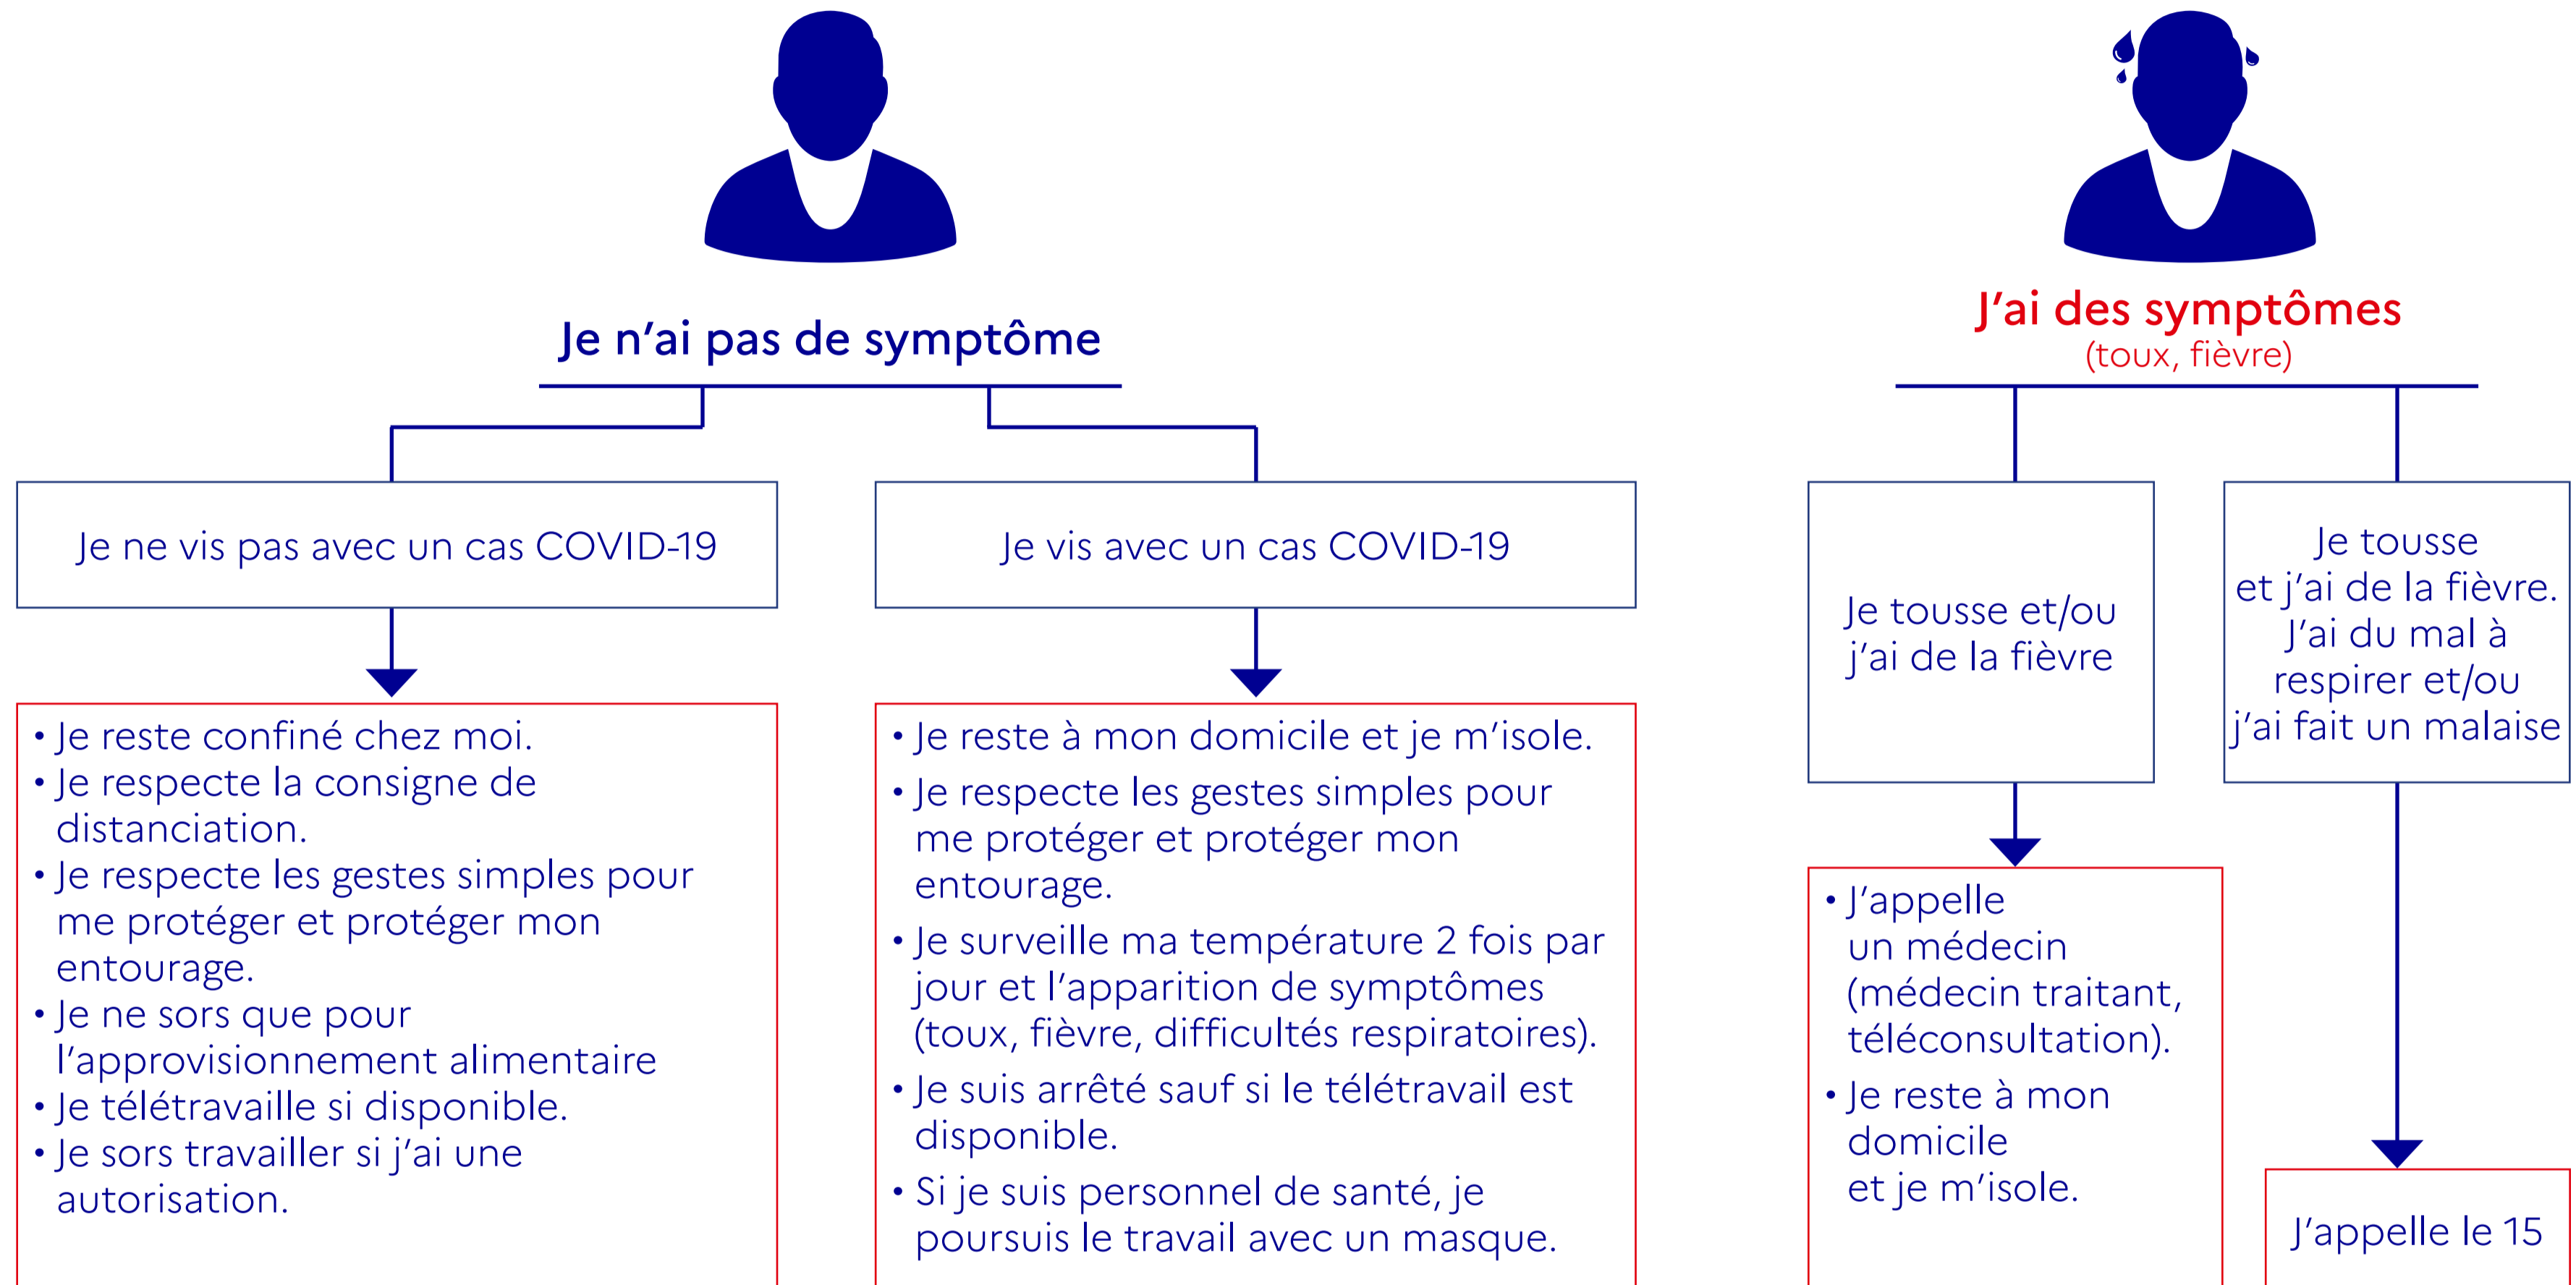 Je n'ai pas de symptôme
J'ai des symptômes
(toux, fièvre)
Je ne vis pas avec un cas COVID-19
Je vis avec un cas COVID-19
Je tousse et/ou
j'ai de la fièvre
Je tousse
et j'ai de la fièvre.
J'ai du mal à
respirer et/ou
j'ai fait un malaise
• Je reste confiné chez moi.
• Je respecte la consigne de
distanciation.
• Je respecte les gestes simples pour
me protéger et protéger mon
entourage.
• Je ne sors que pour
l'approvisionnement alimentaire
• Je télétravaille si disponible.
• Je sors travailler si j'ai une
autorisation.
• Je reste à mon domicile et je m'isole.
• Je respecte les gestes simples pour
me protéger et protéger mon
entourage.
• Je surveille ma température 2 fois par
jour et l'apparition de symptômes
(toux, fièvre, difficultés respiratoires).
• Je suis arrêté sauf si le télétravail est
disponible.
• Si je suis personnel de santé, je
poursuis le travail avec un masque.
• J'appelle
un médecin
(médecin traitant,
téléconsultation).
• Je reste à mon
domicile
et je m'isole.
J'appelle le 15